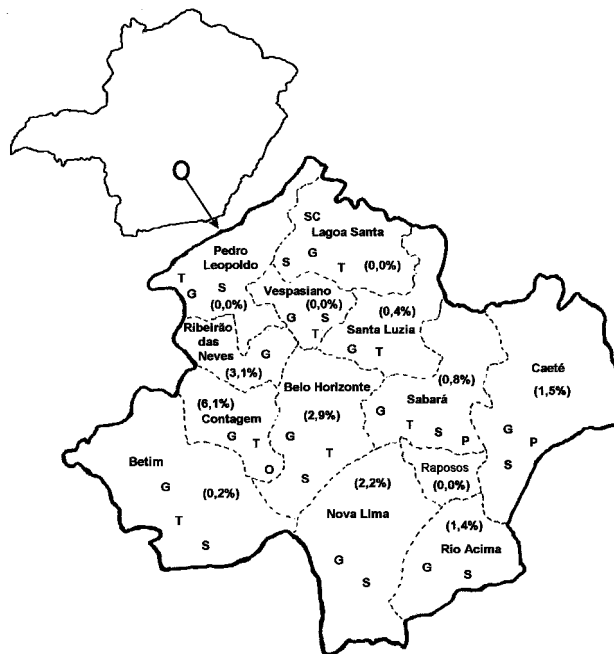 SC
Lagoa Santa
S G T (0,0%)
Pedro
Leopoldo
T G S
(0,0%)
Vespasiano
(0,0%)
G S
T
(0,4%)
Santa Luzia
G T
Ribeirão
das
Neves
G
(3,1%)
Belo Horizonte
(2,9%)
G
T
S
(6,1%)
Contagem
G T O
(0,8%)
Sabará
G T S P
Caeté
(1,5%)
G P
S
Betim
G
(0,2%)
T
S
Raposos
(0,0%)
(2,2%)
Nova Lima
G
S
(1,4%)
Rio Acima
G S